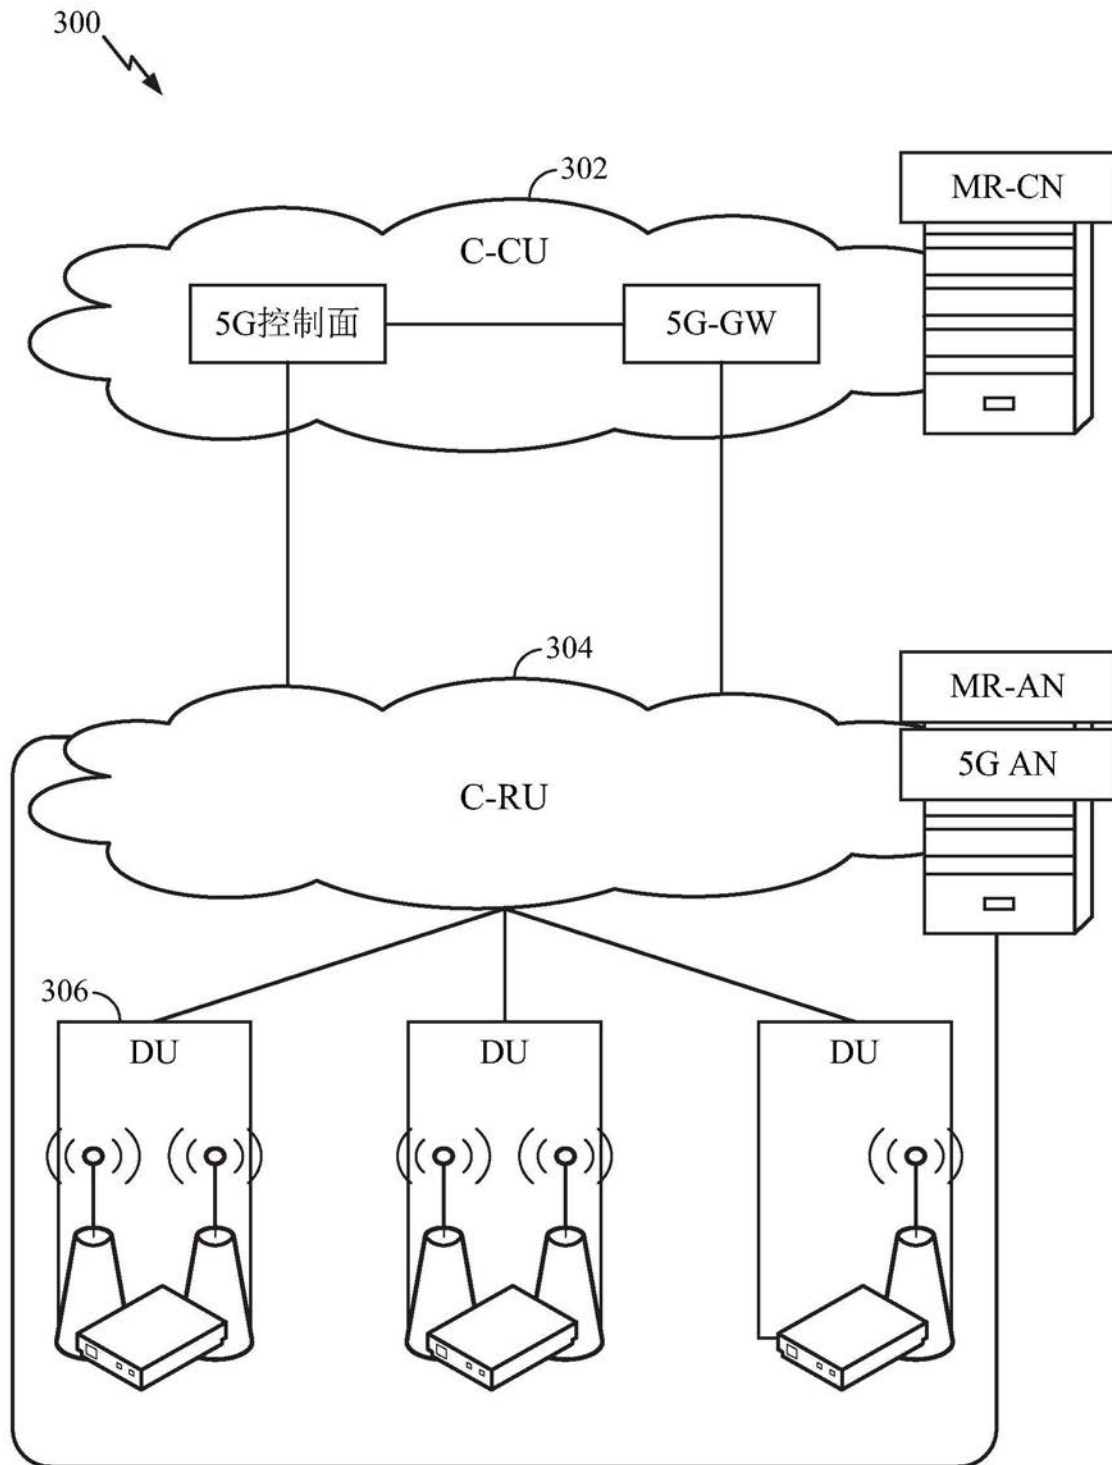 300
302
MR-CN
C-CU
5G控制面
5G-GW
304
MR-AN
5G AN
C-RU
306
DU
DU
DU